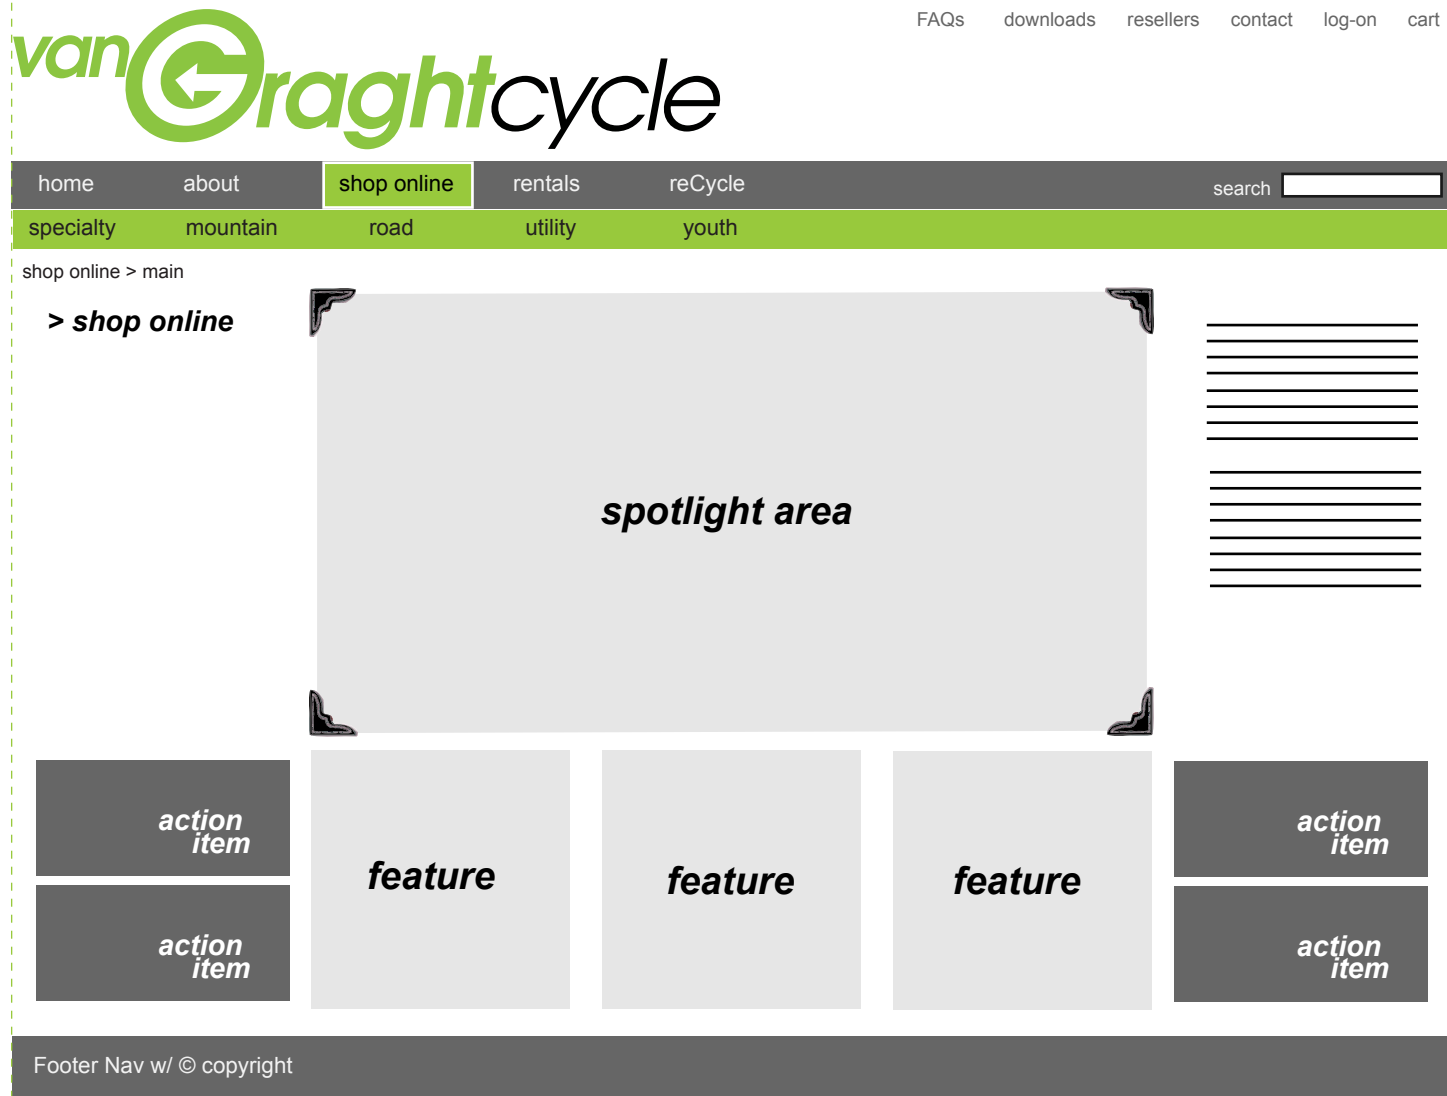 FAQs downloads resellers contact log-on cart
vanGraghtcycle
home about shop online rentals reCycle search
specialty mountain road utility youth
shop online > main
> shop online
spotlight area
action
item
action
item
feature
feature
feature
action
item
action
item
Footer Nav w/ © copyright